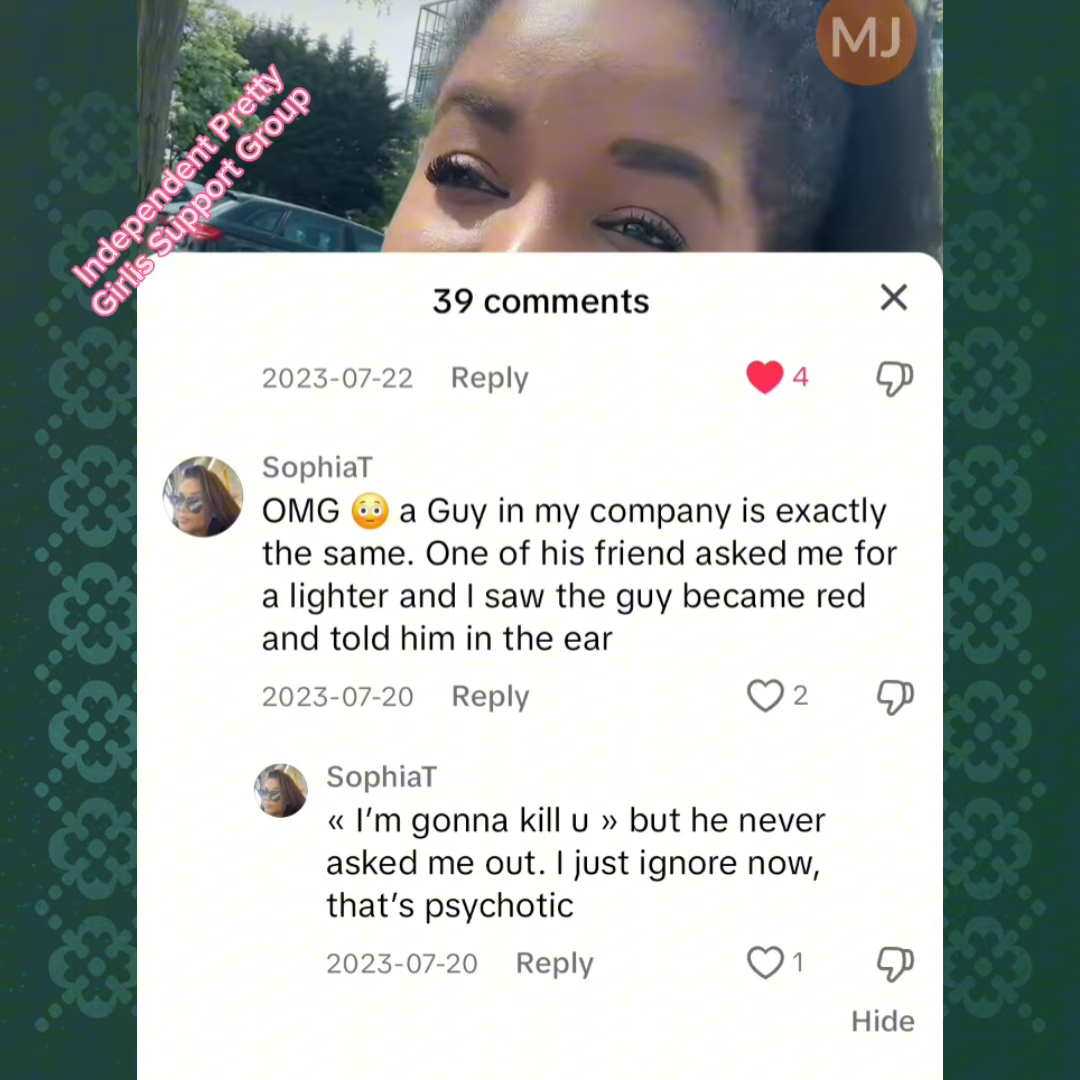 MJ
Independent Pretty
Girlis Support Group
39 comments
2023-07-22 Reply 4
SophiaT
OMG 😳 a Guy in my company is exactly
the same. One of his friend asked me for
a lighter and I saw the guy became red
and told him in the ear
2023-07-20 Reply 2
SophiaT
« I’m gonna kill u » but he never
asked me out. I just ignore now,
that’s psychotic
2023-07-20 Reply 1
Hide